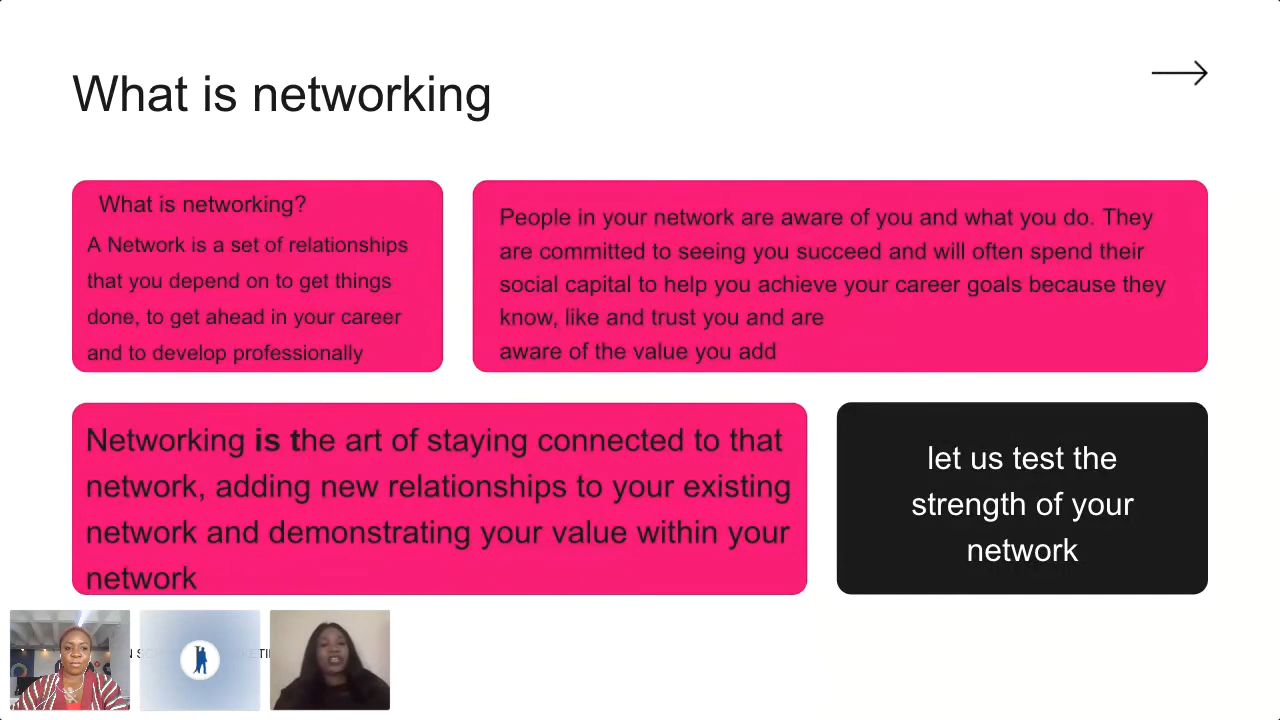 What is networking
What is networking?
A Network is a set of relationships
that you depend on to get things
done, to get ahead in your career
and to develop professionally
People in your network are aware of you and what you do. They
are committed to seeing you succeed and will often spend their
social capital to help you achieve your career goals because they
know, like and trust you and are
aware of the value you add
Networking is the art of staying connected to that
network, adding new relationships to your existing
network and demonstrating your value within your
network
let us test the
strength of your
network